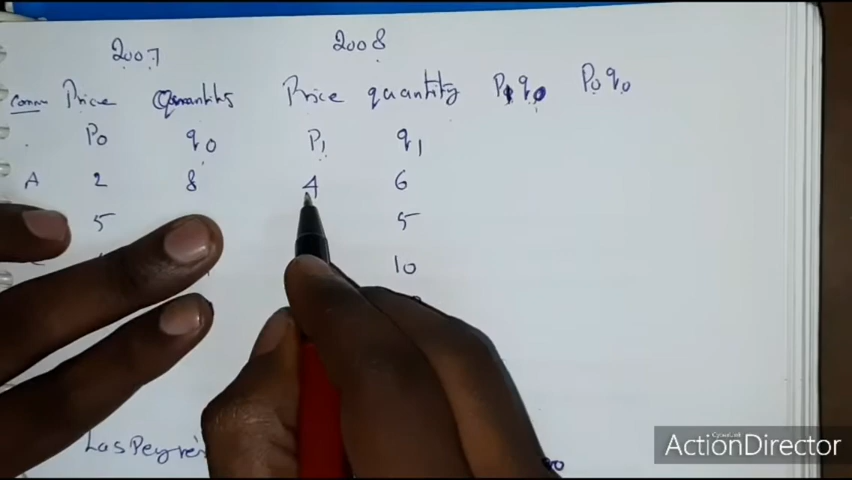 2007 2008
Comm Price Quantity Price quantity P1q0 P0q0
P0 q0 P1 q1
A 2 8 4 6
5 5
10
Laspeyre's
CyberLink
ActionDirector